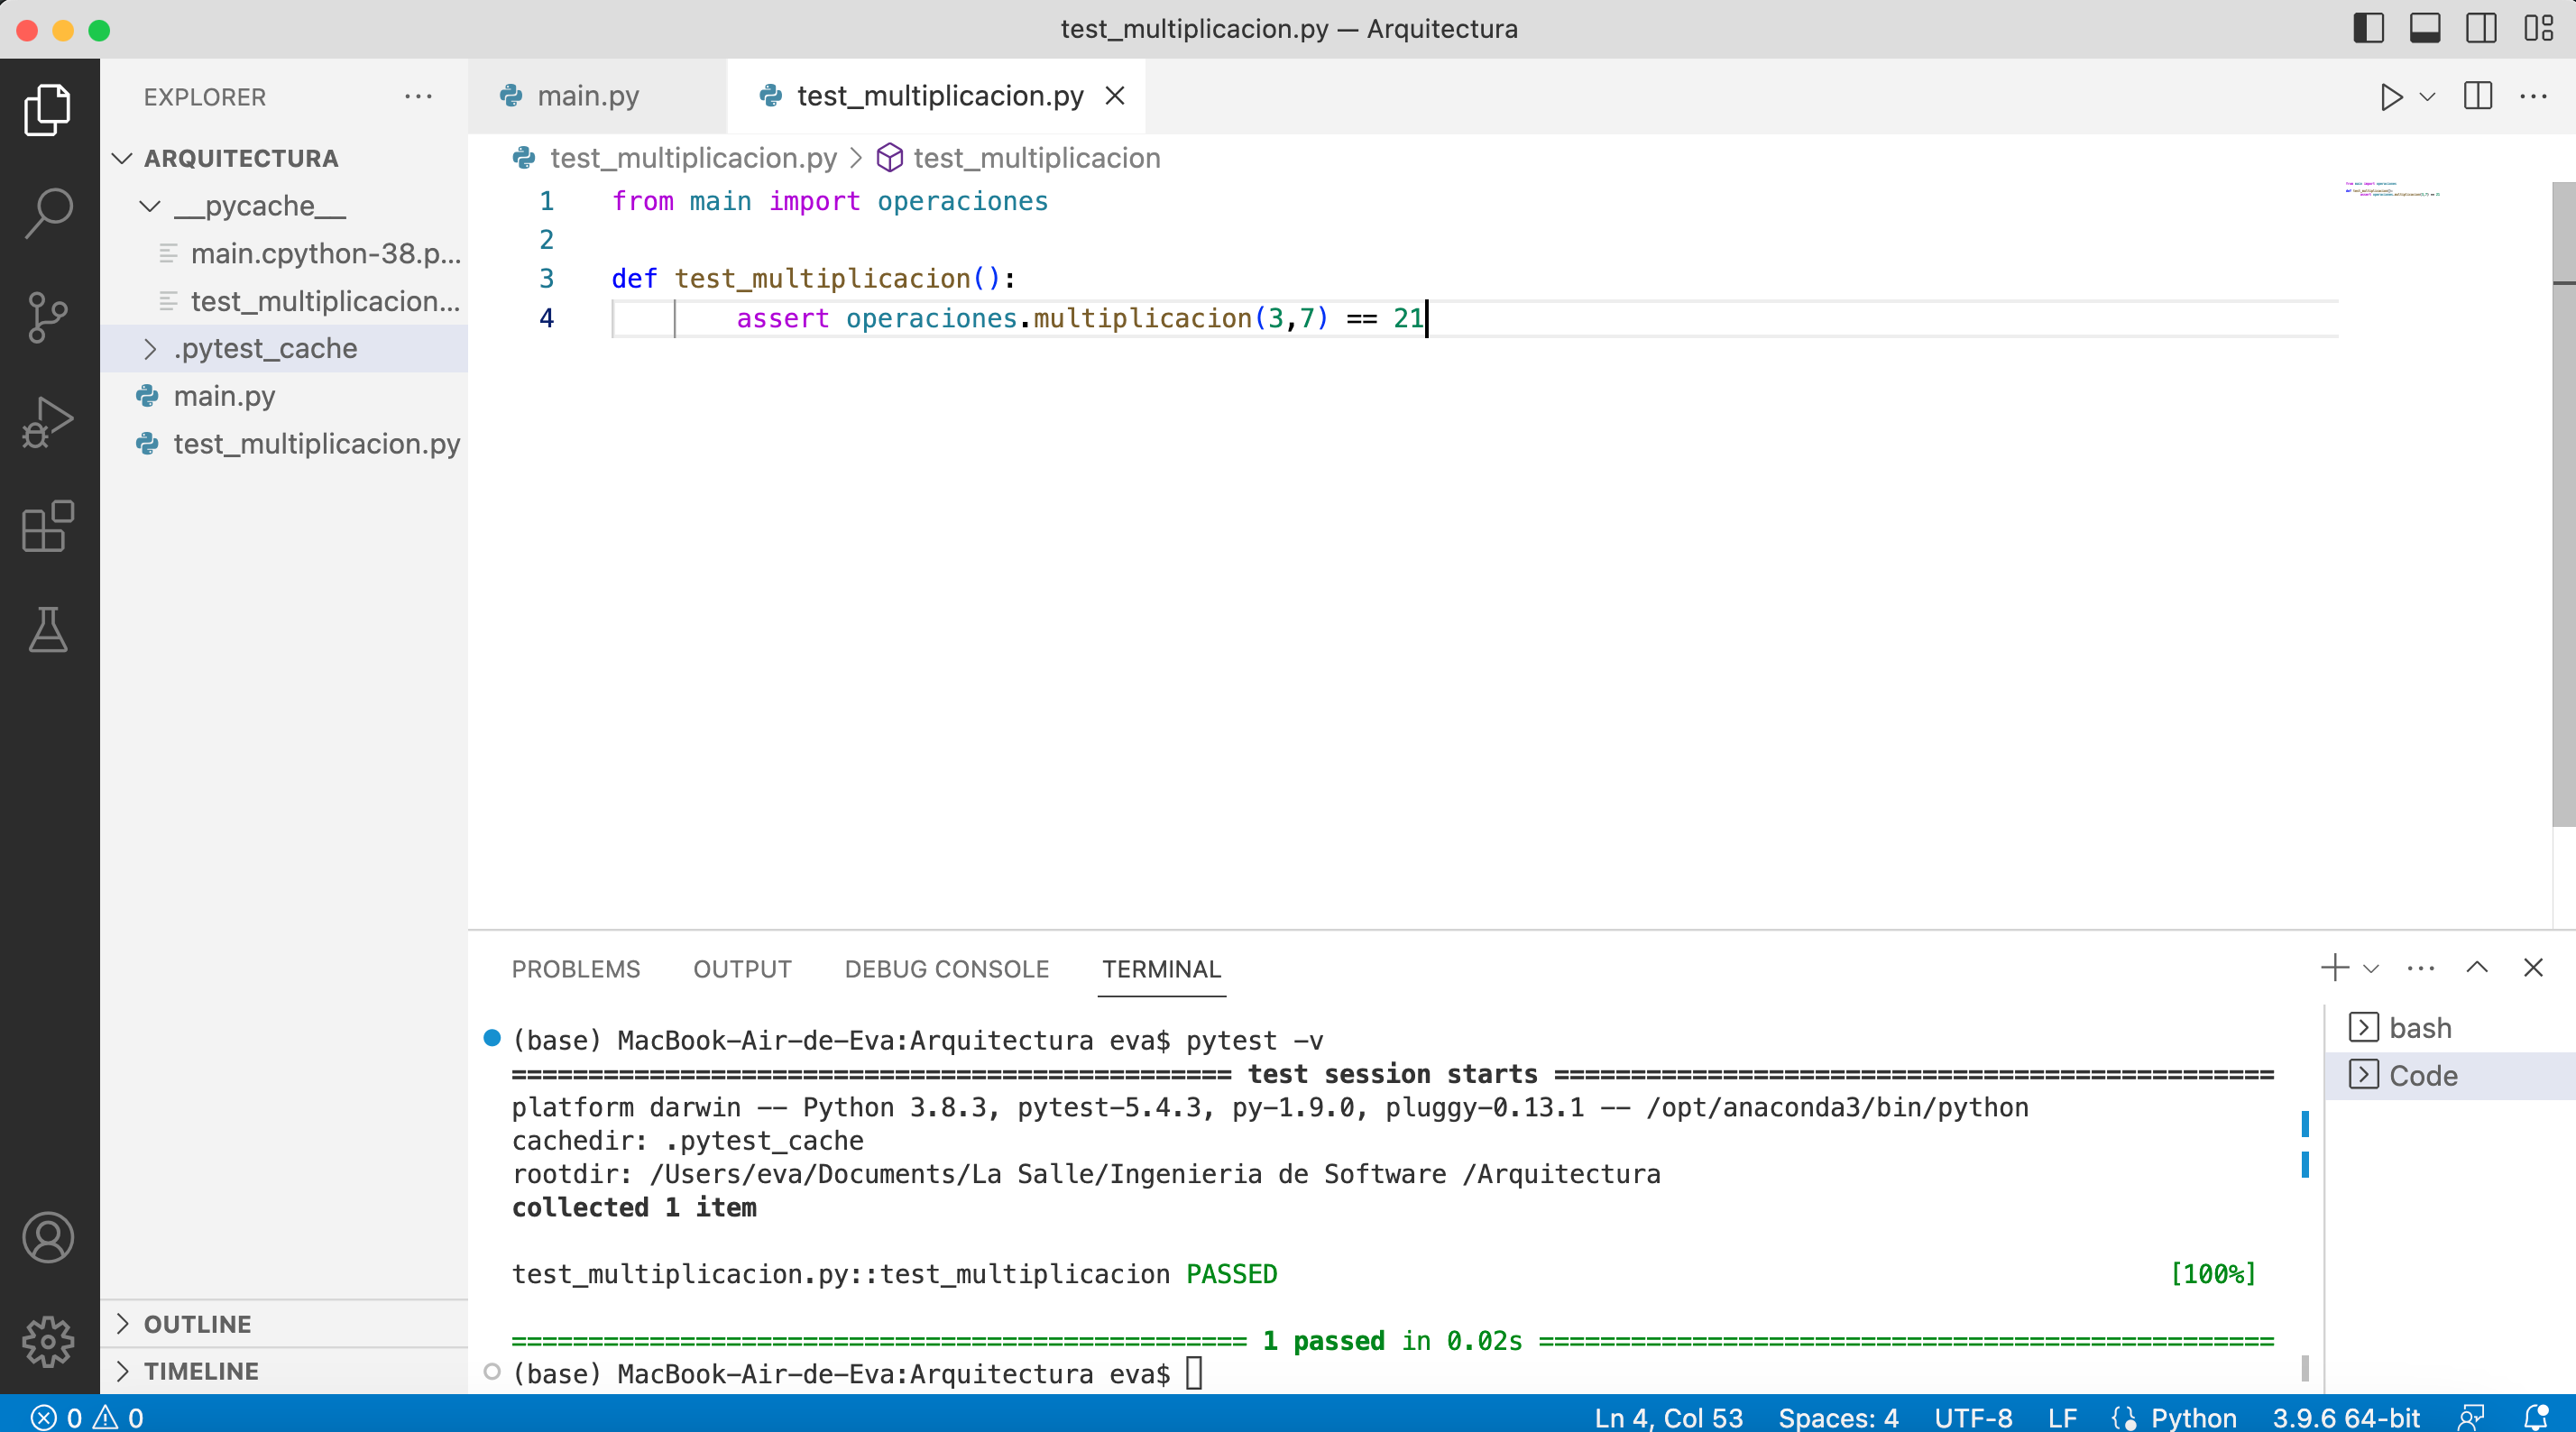 test_multiplicacion.py — Arquitectura
EXPLORER
ARQUITECTURA
__pycache__
main.cpython-38.p...
test_multiplicacion...
.pytest_cache
main.py
test_multiplicacion.py
OUTLINE
TIMELINE
main.py
test_multiplicacion.py
test_multiplicacion.py > test_multiplicacion
1 from main import operaciones
2
3 def test_multiplicacion():
4 assert operaciones.multiplicacion(3,7) == 21
PROBLEMS OUTPUT DEBUG CONSOLE TERMINAL
(base) MacBook-Air-de-Eva:Arquitectura eva$ pytest -v
=============================================== test session starts ===============================================
platform darwin -- Python 3.8.3, pytest-5.4.3, py-1.9.0, pluggy-0.13.1 -- /opt/anaconda3/bin/python
cachedir: .pytest_cache
rootdir: /Users/eva/Documents/La Salle/Ingenieria de Software /Arquitectura
collected 1 item
test_multiplicacion.py::test_multiplicacion PASSED [100%]
================================================ 1 passed in 0.02s ================================================
(base) MacBook-Air-de-Eva:Arquitectura eva$
bash
Code
0 0
Ln 4, Col 53 Spaces: 4 UTF-8 LF Python 3.9.6 64-bit